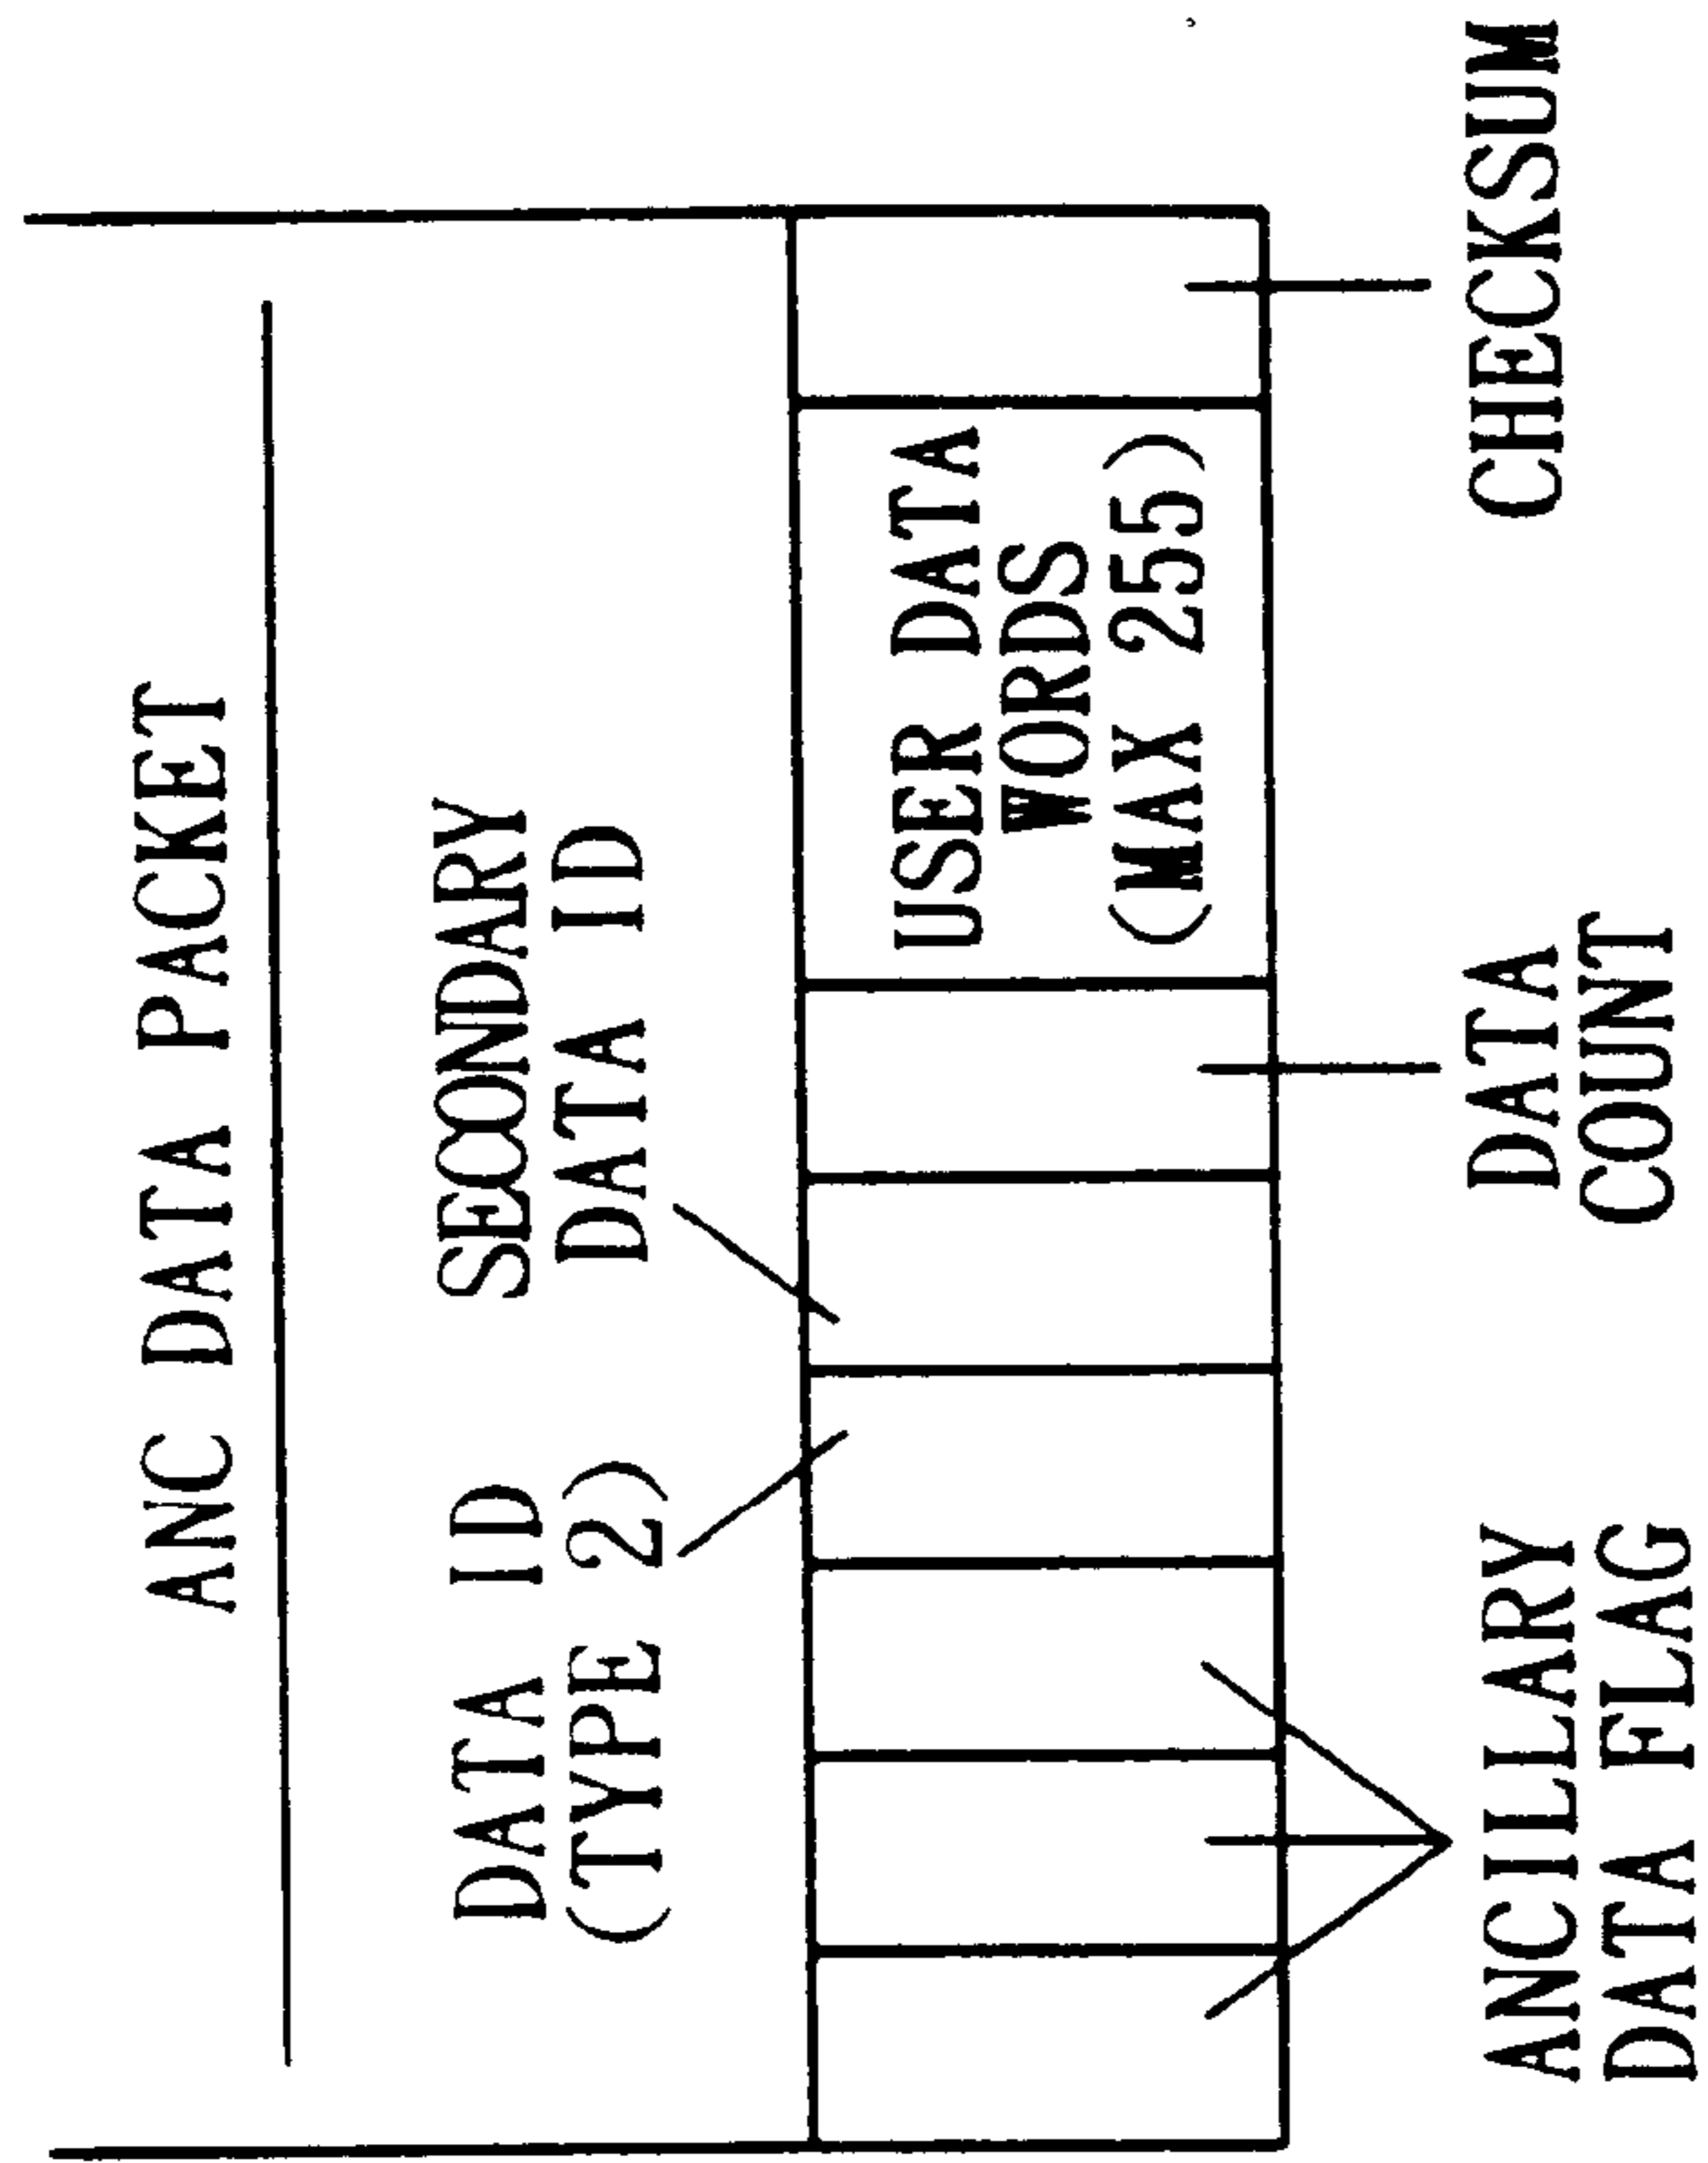 ANC DATA PACKET
DATA ID
(TYPE 2)
SECONDARY
DATA ID
USER DATA
WORDS
(MAX 255)
ANCILLARY
DATA FLAG
DATA
COUNT
CHECKSUM